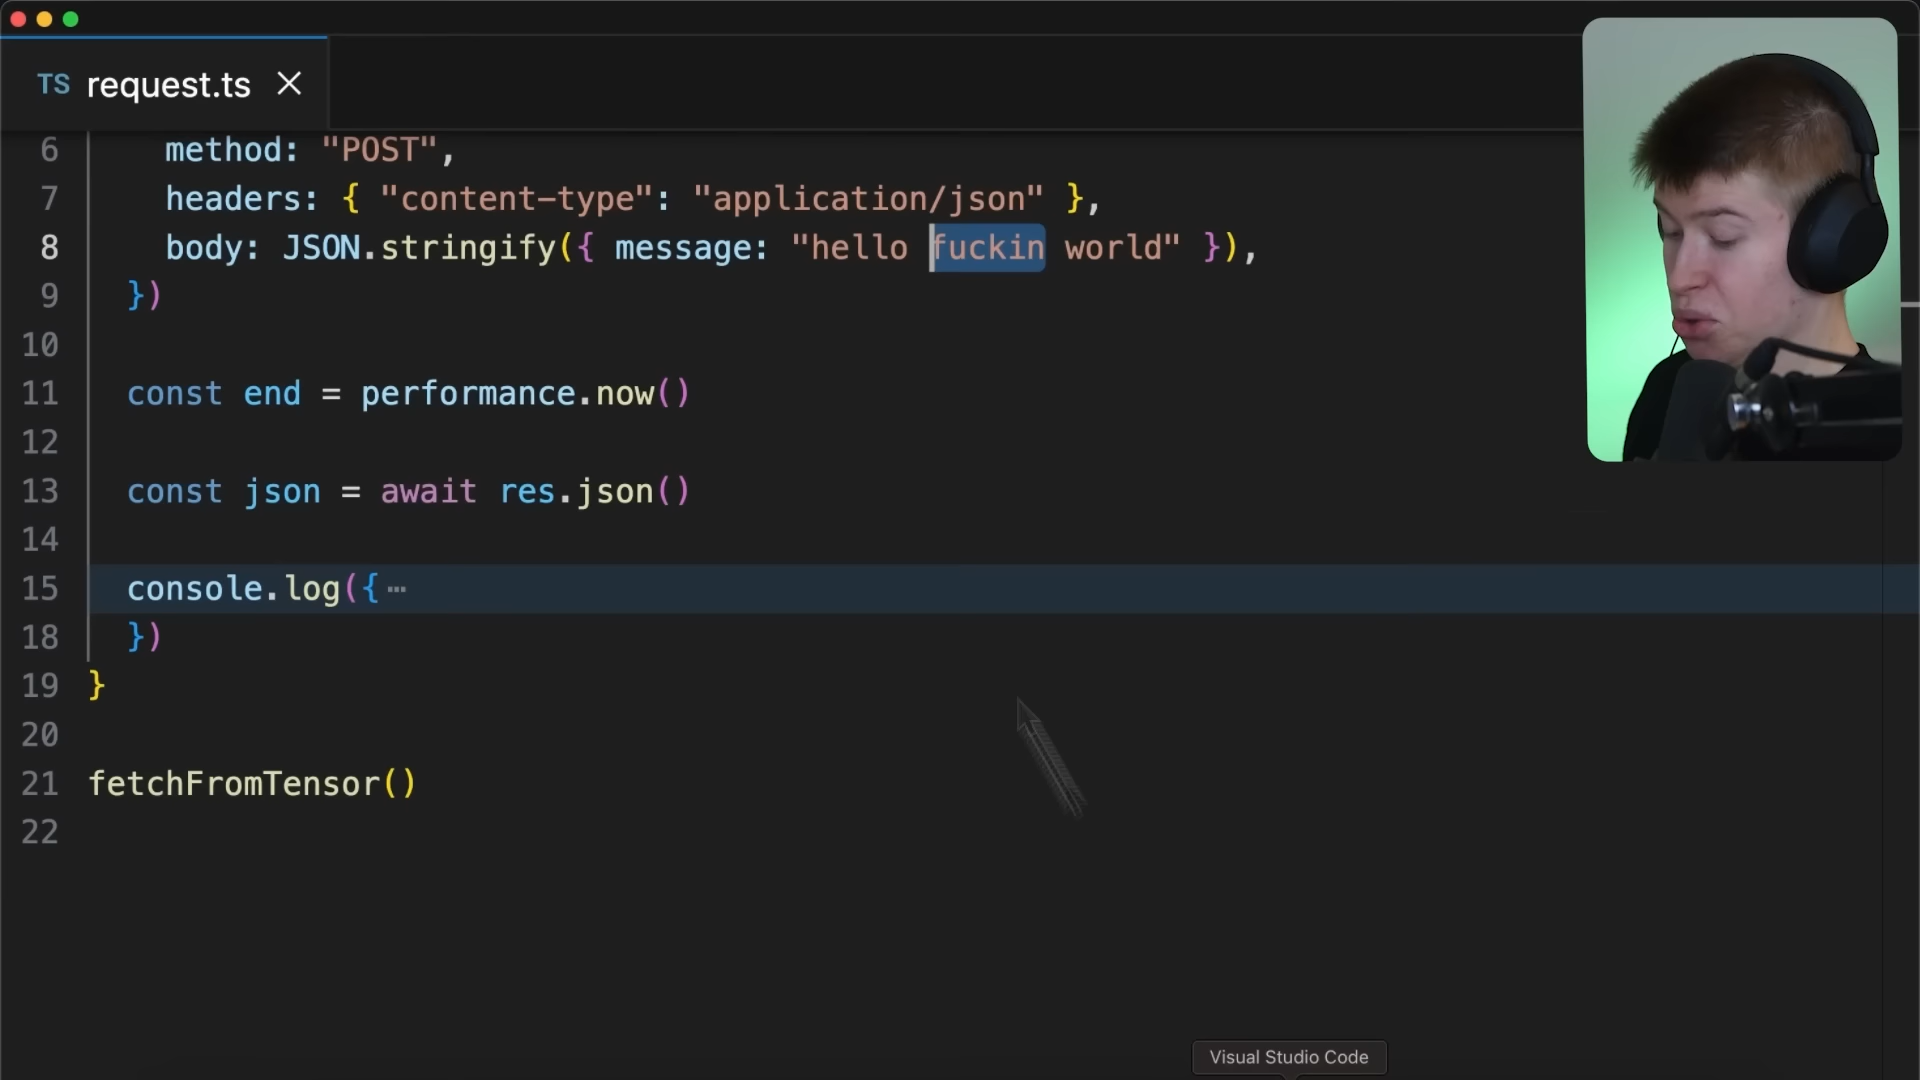 TS request.ts
6 method: "POST",
7 headers: { "content-type": "application/json" },
8 body: JSON.stringify({ message: "hello fuckin world" }),
9 })
10
11 const end = performance.now()
12
13 const json = await res.json()
14
15 console.log({ ⋯
18 })
19 }
20
21 fetchFromTensor()
22
Visual Studio Code